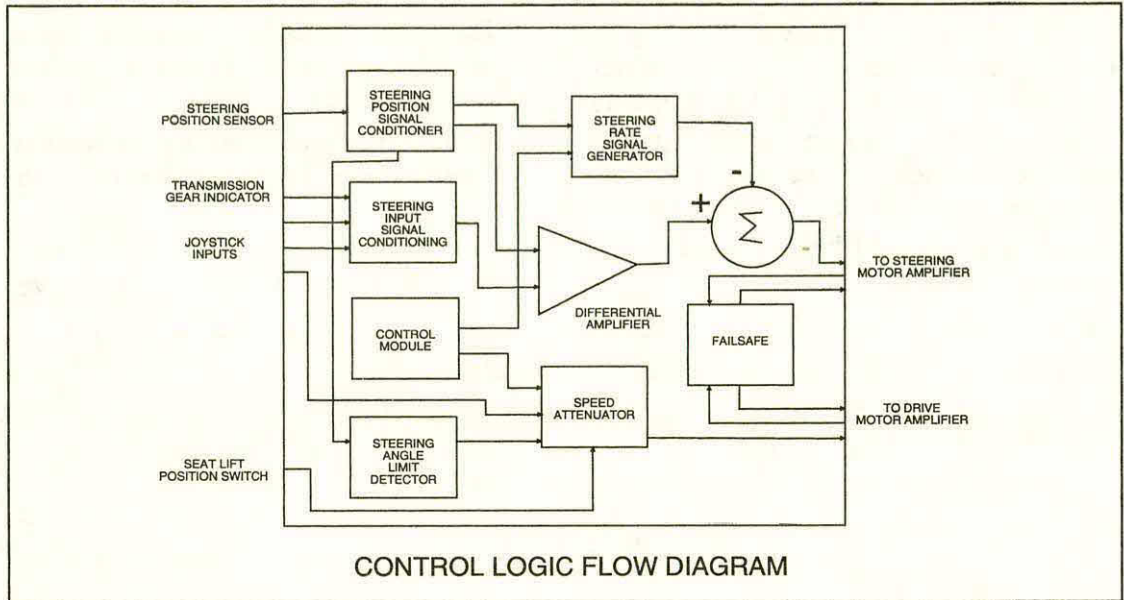 STEERING
POSITION SENSOR
STEERING
POSITION
SIGNAL
CONDITIONER
STEERING
RATE
SIGNAL
GENERATOR
TRANSMISSION
GEAR INDICATOR
STEERING
INPUT
SIGNAL
CONDITIONING
-
+
Σ
-
JOYSTICK
INPUTS
TO STEERING
MOTOR AMPLIFIER
DIFFERENTIAL
AMPLIFIER
CONTROL
MODULE
FAILSAFE
SPEED
ATTENUATOR
TO DRIVE
MOTOR AMPLIFIER
STEERING
ANGLE
LIMIT
DETECTOR
SEAT LIFT
POSITION SWITCH
CONTROL LOGIC FLOW DIAGRAM